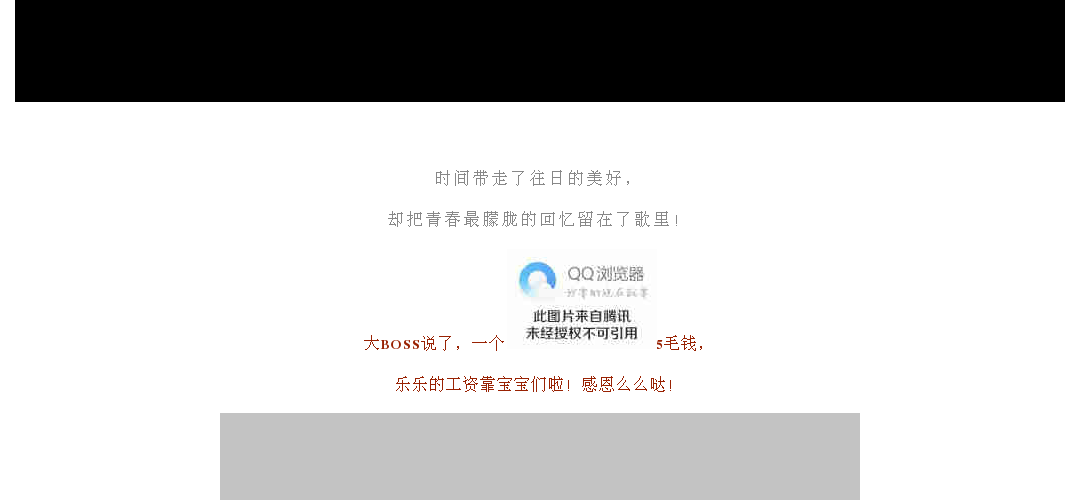 时间带走了往日的美好，
却把青春最朦胧的回忆留在了歌里！
QQ浏览器
此图片来自腾讯
未经授权不可引用
大BOSS说了，一个
5毛钱，
乐乐的工资靠宝宝们啦！感恩么么哒！